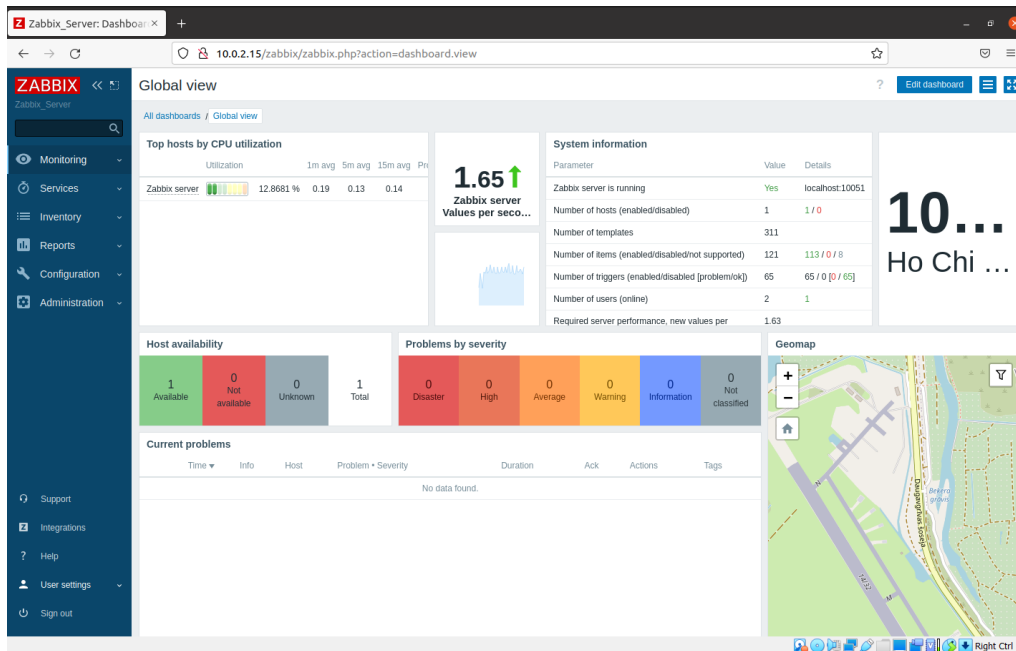 Zabbix_Server: Dashboar
10.0.2.15/zabbix/zabbix.php?action=dashboard.view
ZABBIX
Zabbix_Server
Monitoring
Services
Inventory
Reports
Configuration
Administration
Support
Integrations
Help
User settings
Sign out
Global view
? Edit dashboard
All dashboards / Global view
Top hosts by CPU utilization
Utilization 1m avg 5m avg 15m avg Pro
Zabbix server 12.8681 % 0.19 0.13 0.14
1.65
Zabbix server
Values per seco...
System information
Parameter Value Details
Zabbix server is running Yes localhost:10051
Number of hosts (enabled/disabled) 1 1 / 0
Number of templates 311
Number of items (enabled/disabled/not supported) 121 113 / 0 / 8
Number of triggers (enabled/disabled [problem/ok]) 65 65 / 0 [0 / 65]
Number of users (online) 2 1
Required server performance, new values per 1.63
10...
Ho Chi ...
Host availability
1 Available
0 Not available
0 Unknown
1 Total
Problems by severity
0 Disaster
0 High
0 Average
0 Warning
0 Information
0 Not classified
Current problems
Time Info Host Problem • Severity Duration Ack Actions Tags
No data found.
Geomap
+
−
N
Daugavgrīvas šoseja
Beķera grāvis
14/32
M
Right Ctrl